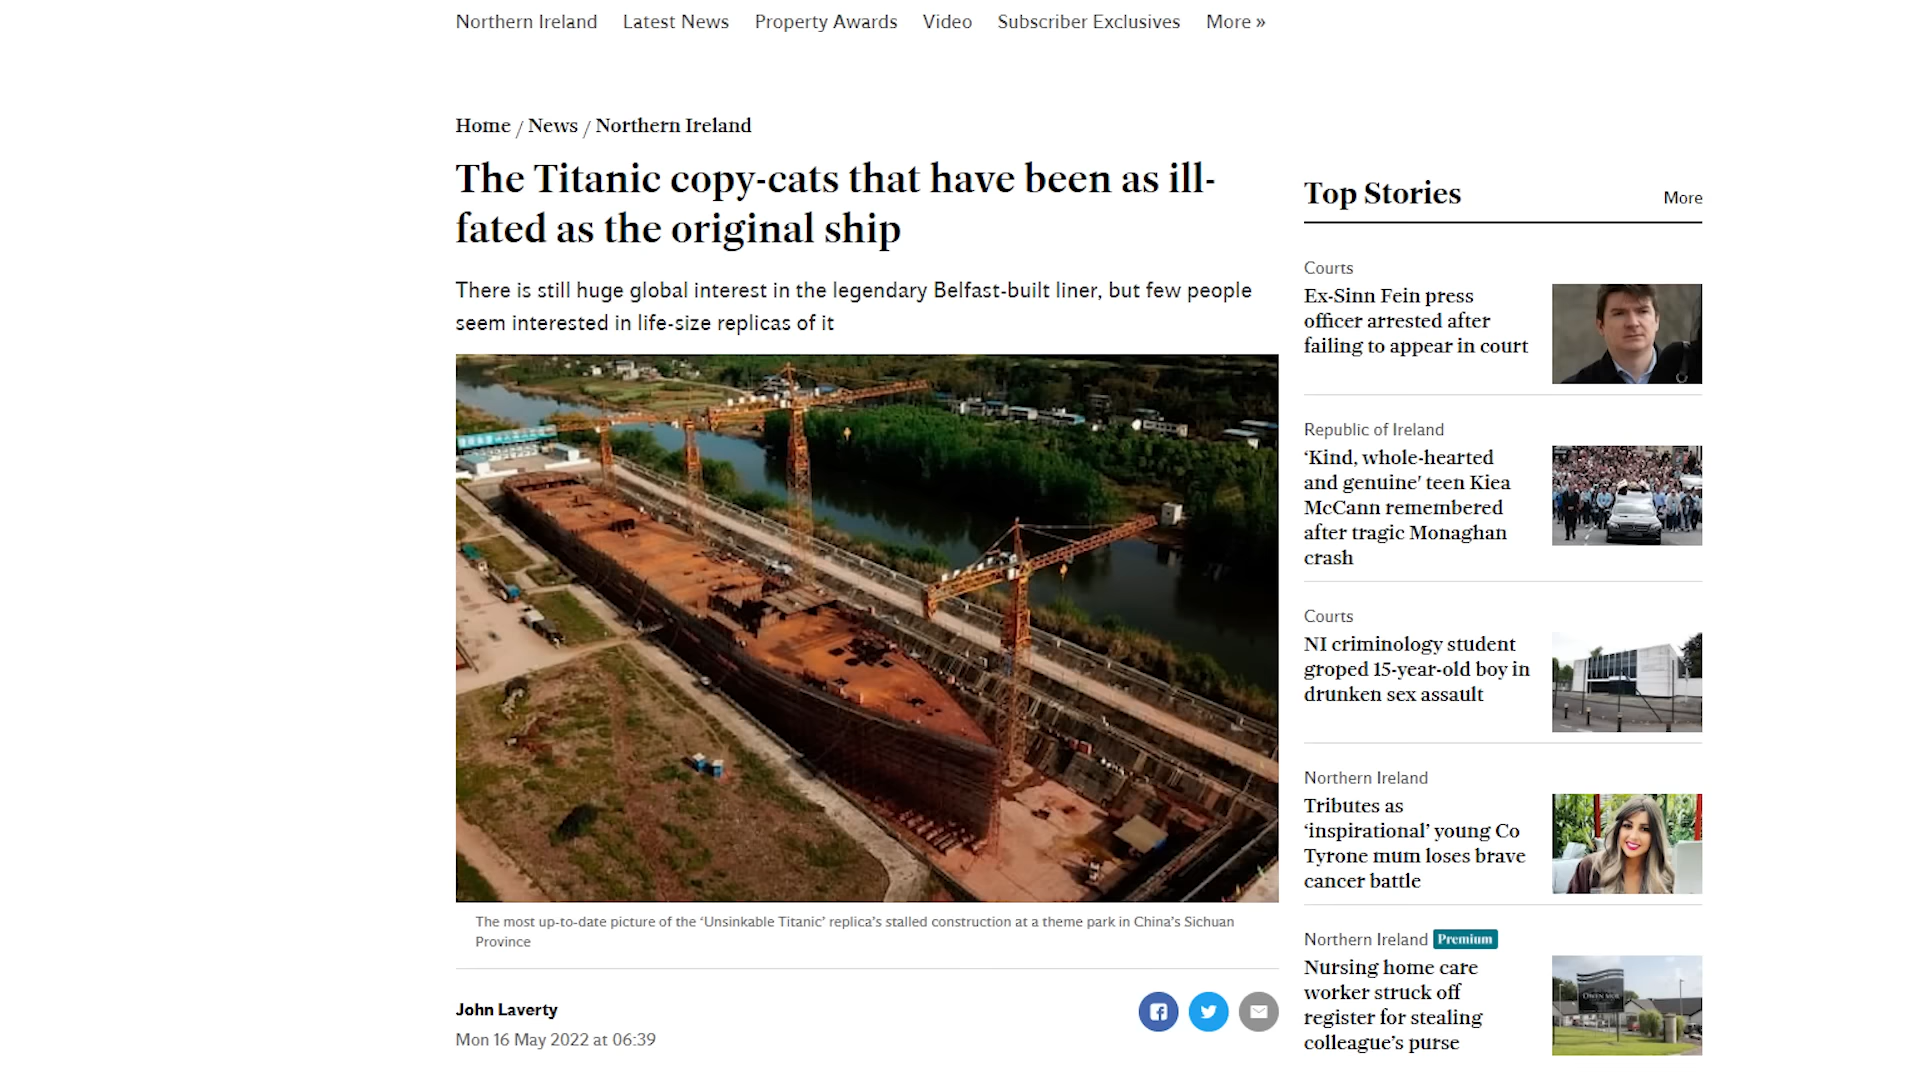 Northern Ireland Latest News Property Awards Video Subscriber Exclusives More »
Home / News / Northern Ireland
The Titanic copy-cats that have been as ill-
fated as the original ship
There is still huge global interest in the legendary Belfast-built liner, but few people
seem interested in life-size replicas of it
The most up-to-date picture of the ‘Unsinkable Titanic’ replica’s stalled construction at a theme park in China’s Sichuan
Province
John Laverty
Mon 16 May 2022 at 06:39
Top Stories
More
Courts
Ex-Sinn Fein press
officer arrested after
failing to appear in court
Republic of Ireland
‘Kind, whole-hearted
and genuine' teen Kiea
McCann remembered
after tragic Monaghan
crash
Courts
NI criminology student
groped 15-year-old boy in
drunken sex assault
Northern Ireland
Tributes as
‘inspirational’ young Co
Tyrone mum loses brave
cancer battle
Northern Ireland Premium
Nursing home care
worker struck off
register for stealing
colleague’s purse